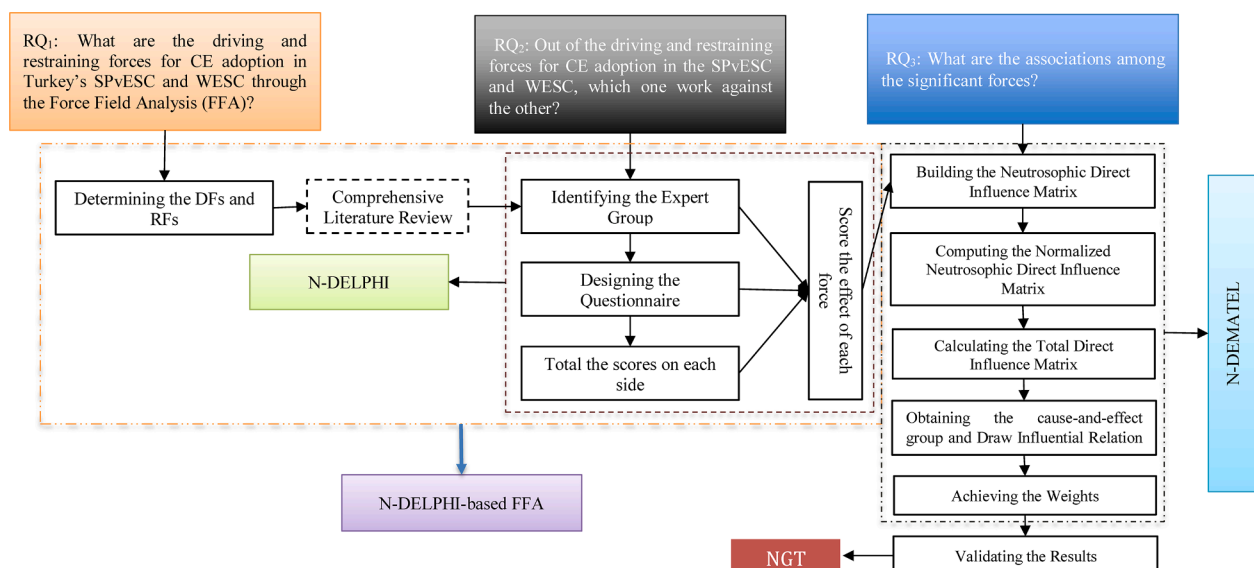 RQ1: What are the driving and
restraining forces for CE adoption in
Turkey's SPvESC and WESC through
the Force Field Analysis (FFA)?
RQ2: Out of the driving and restraining
forces for CE adoption in the SPvESC
and WESC, which one work against
the other?
RQ3: What are the associations among
the significant forces?
Determining the DFs and
RFs
Comprehensive
Literature Review
Identifying the Expert
Group
Designing the
Questionnaire
Total the scores on each
side
Score the effect of each
force
N-DELPHI
N-DELPHI-based FFA
Building the Neutrosophic Direct
Influence Matrix
Computing the Normalized
Neutrosophic Direct Influence
Matrix
Calculating the Total Direct
Influence Matrix
Obtaining the cause-and-effect
group and Draw Influential Relation
Achieving the Weights
Validating the Results
NGT
N-DEMATEL